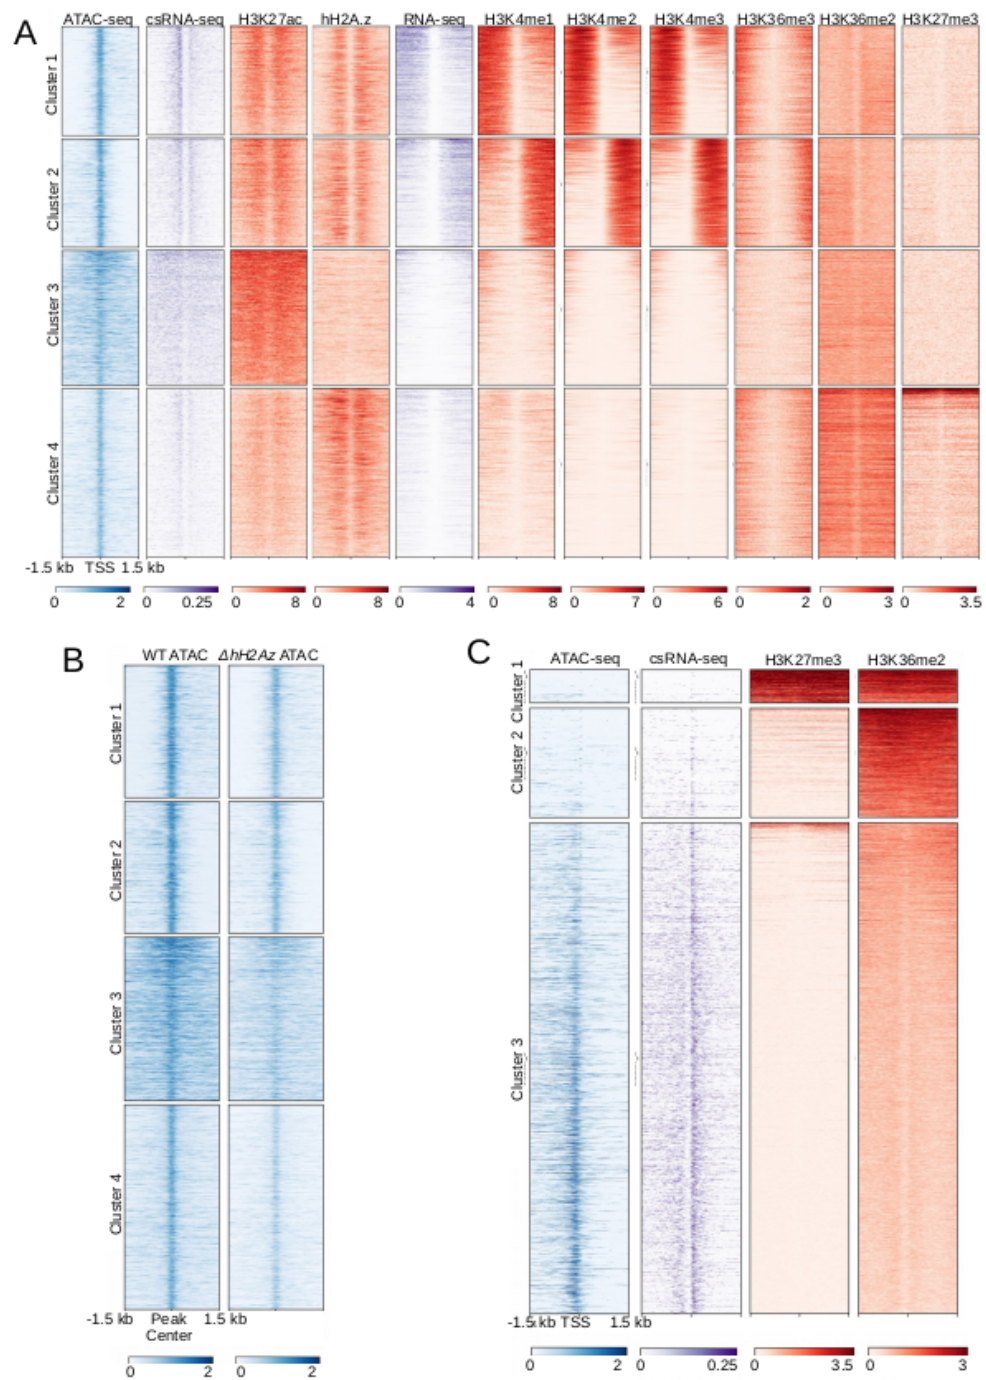 A
ATAC-seq csRNA-seq H3K27ac hH2A.z RNA-seq H3K4me1 H3K4me2 H3K4me3 H3K36me3 H3K36me2 H3K27me3
Cluster 1
Cluster 2
Cluster 3
Cluster 4
-1.5 kb TSS 1.5 kb
0 2 0 0.25 0 8 0 8 0 4 0 8 0 7 0 6 0 2 0 3 0 3.5
B
WT ATAC ΔhH2Az ATAC
Cluster 1
Cluster 2
Cluster 3
Cluster 4
-1.5 kb Peak Center 1.5 kb
0 2 0 2
C
ATAC-seq csRNA-seq H3K27me3 H3K36me2
Cluster 1
Cluster 2
Cluster 3
-1.5 kb TSS 1.5 kb
0 2 0 0.25 0 3.5 0 3